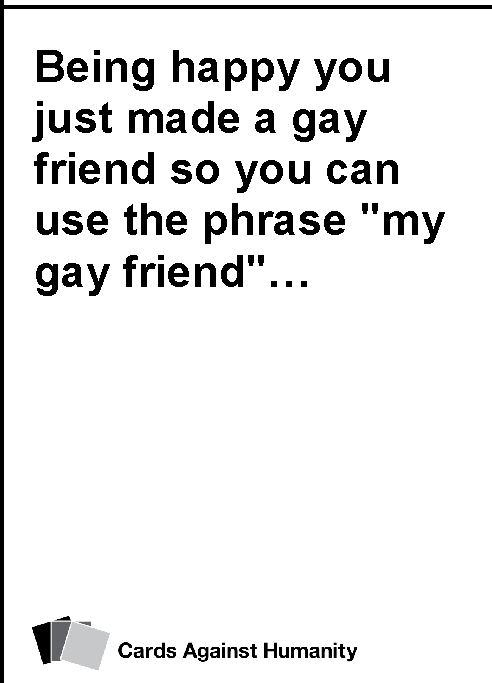 Being happy you
just made a gay
friend so you can
use the phrase "my
gay friend"...
Cards Against Humanity